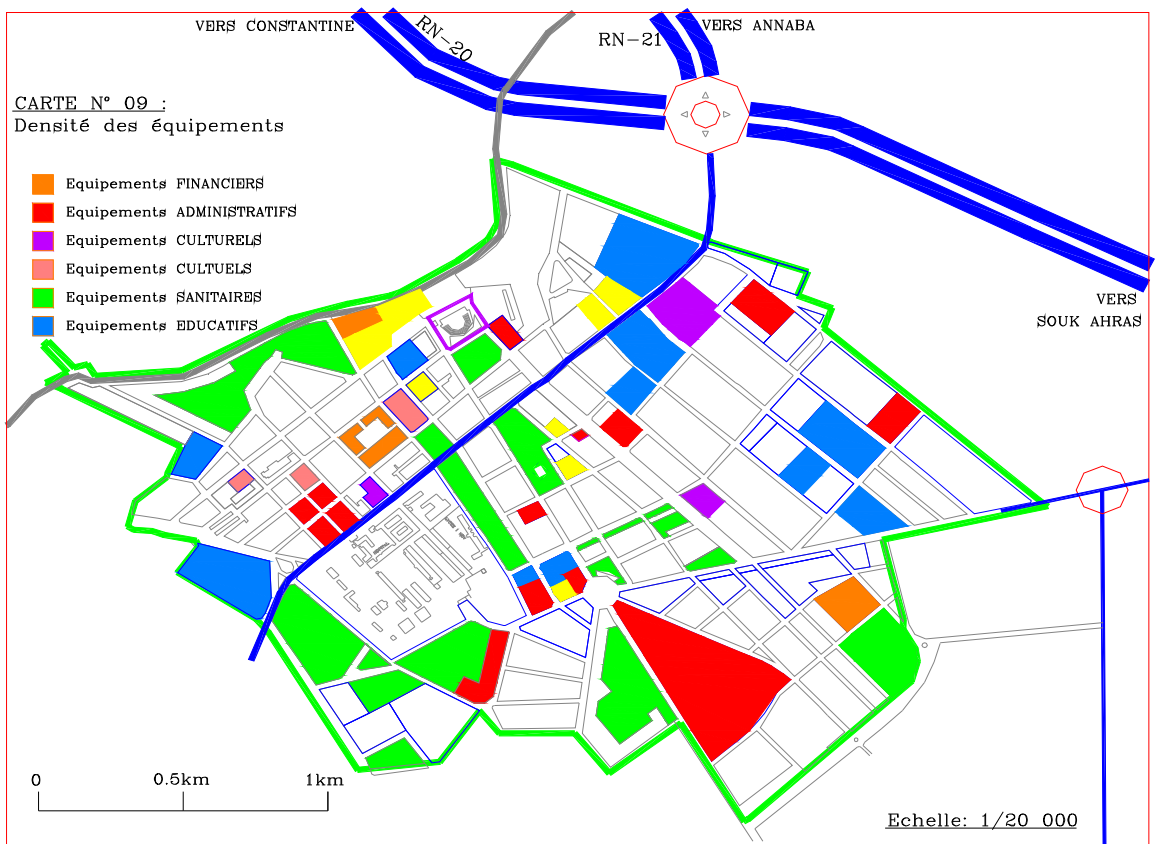 VERS CONSTANTINE
RN-20
RN-21
VERS ANNABA
CARTE N° 09 :
Densité des équipements
Equipements FINANCIERS
Equipements ADMINISTRATIFS
Equipements CULTURELS
Equipements CULTUELS
Equipements SANITAIRES
Equipements EDUCATIFS
VERS
SOUK AHRAS
0 0.5km 1km
Echelle: 1/20 000